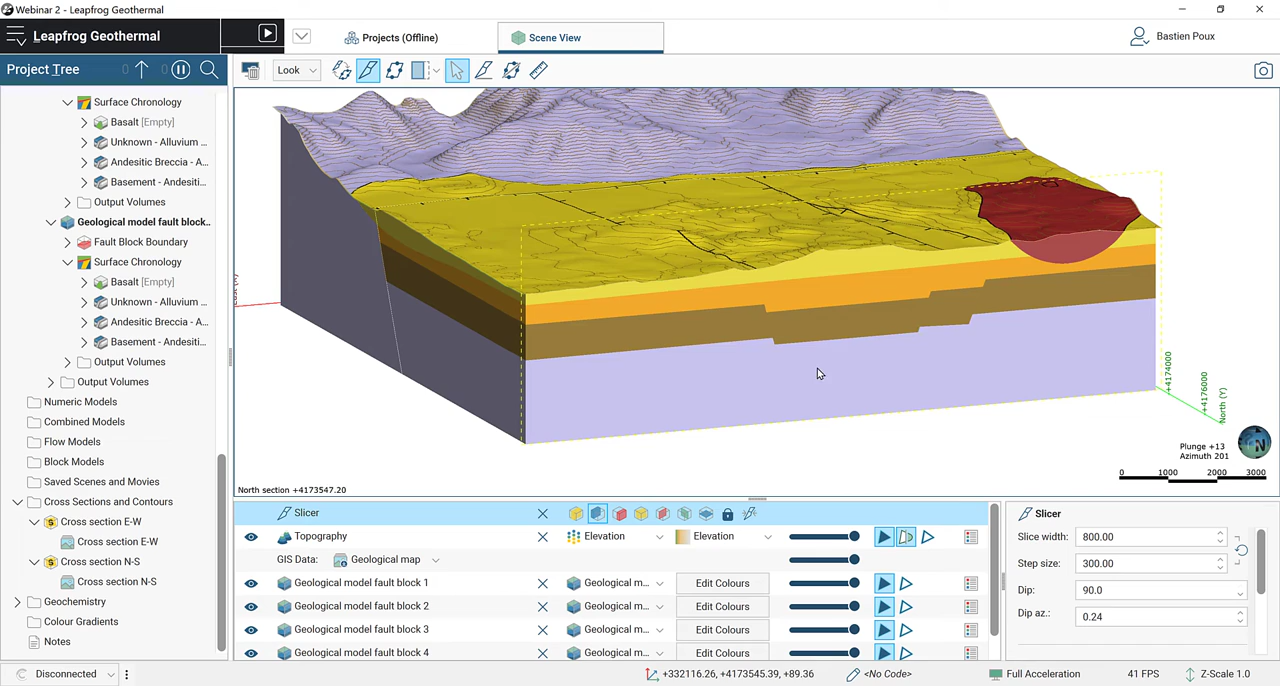 Webinar 2 - Leapfrog Geothermal
Leapfrog Geothermal
Projects (Offline)
Scene View
Bastien Poux
Project Tree
0
0
Look
Surface Chronology
Basalt [Empty]
Unknown - Alluvium ...
Andesitic Breccia - A...
Basement - Andesiti...
Output Volumes
Geological model fault block..
Fault Block Boundary
Surface Chronology
Basalt [Empty]
Unknown - Alluvium ...
Andesitic Breccia - A...
Basement - Andesiti...
Output Volumes
Output Volumes
Numeric Models
Combined Models
Flow Models
Block Models
Saved Scenes and Movies
Cross Sections and Contours
Cross section E-W
Cross section E-W
Cross section N-S
Cross section N-S
Geochemistry
Colour Gradients
Notes
+4174000
+4176000
North (Y)
Plunge +13
Azimuth 201
0 1000 2000 3000
North section +4173547.20
Slicer
Topography
Elevation
Elevation
GIS Data:
Geological map
Geological model fault block 1
Geological m...
Edit Colours
Geological model fault block 2
Geological m...
Edit Colours
Geological model fault block 3
Geological m...
Edit Colours
Geological model fault block 4
Geological m...
Edit Colours
Slicer
Slice width: 800.00
Step size: 300.00
Dip: 90.0
Dip az.: 0.24
Disconnected
+332116.26, +4173545.39, +89.36
<No Code>
Full Acceleration
41 FPS
Z-Scale 1.0